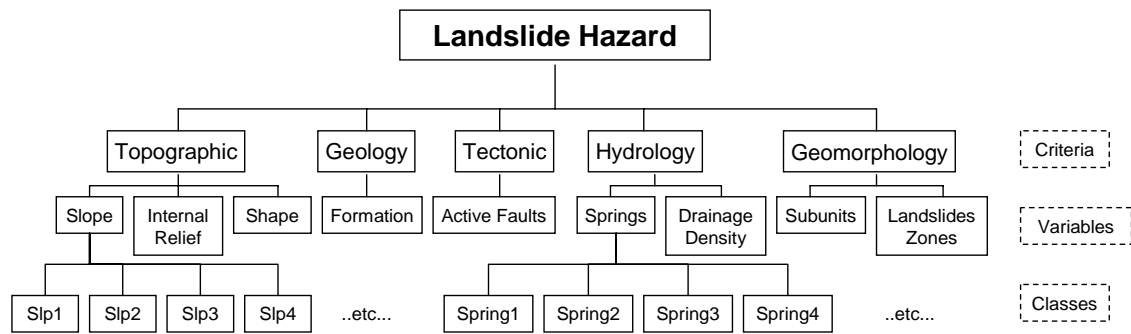 Landslide Hazard
Topographic
Geology
Tectonic
Hydrology
Geomorphology
Criteria
Slope
Internal
Relief
Shape
Formation
Active Faults
Springs
Drainage
Density
Subunits
Landslides
Zones
Variables
Slp1
Slp2
Slp3
Slp4
..etc...
Spring1
Spring2
Spring3
Spring4
..etc...
Classes